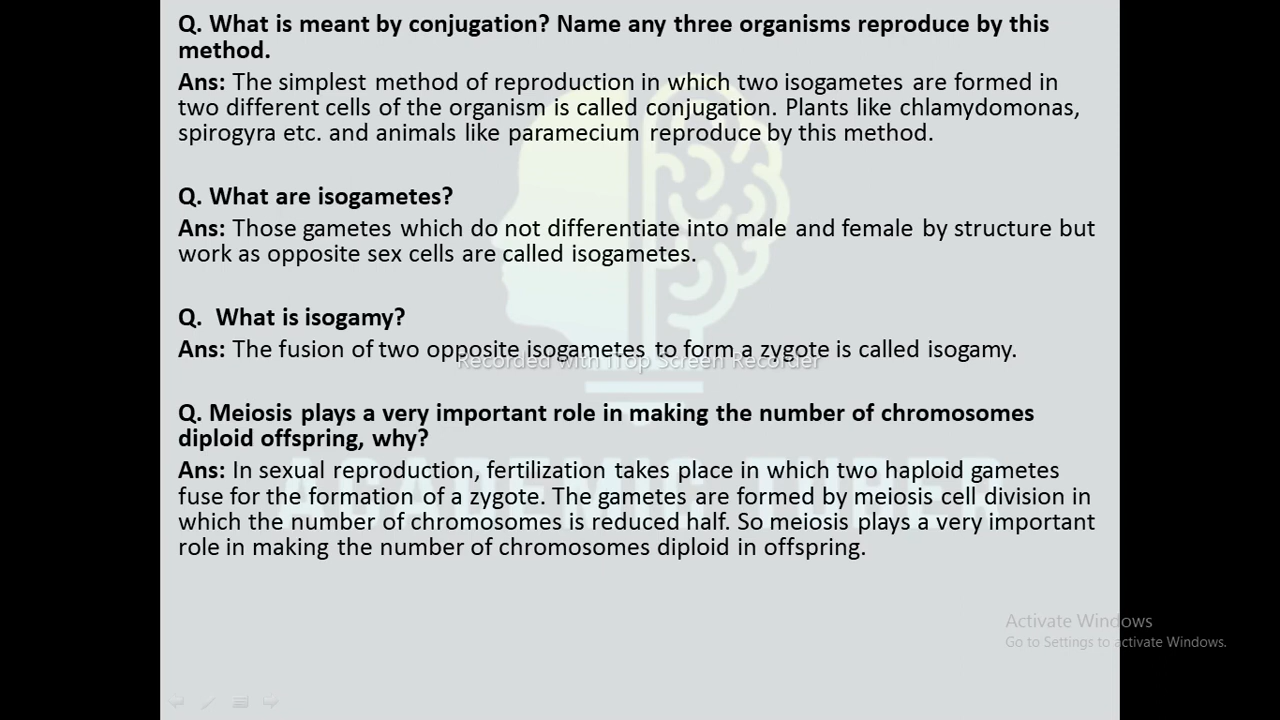 Q. What is meant by conjugation? Name any three organisms reproduce by this
method.
Ans: The simplest method of reproduction in which two isogametes are formed in
two different cells of the organism is called conjugation. Plants like chlamydomonas,
spirogyra etc. and animals like paramecium reproduce by this method.
Q. What are isogametes?
Ans: Those gametes which do not differentiate into male and female by structure but
work as opposite sex cells are called isogametes.
Q. What is isogamy?
Ans: The fusion of two opposite isogametes to form a zygote is called isogamy.
Recorded with iTop Screen Recorder
Q. Meiosis plays a very important role in making the number of chromosomes
diploid offspring, why?
Ans: In sexual reproduction, fertilization takes place in which two haploid gametes
fuse for the formation of a zygote. The gametes are formed by meiosis cell division in
which the number of chromosomes is reduced half. So meiosis plays a very important
role in making the number of chromosomes diploid in offspring.
ACADEMIC TUBER
Activate Windows
Go to Settings to activate Windows.